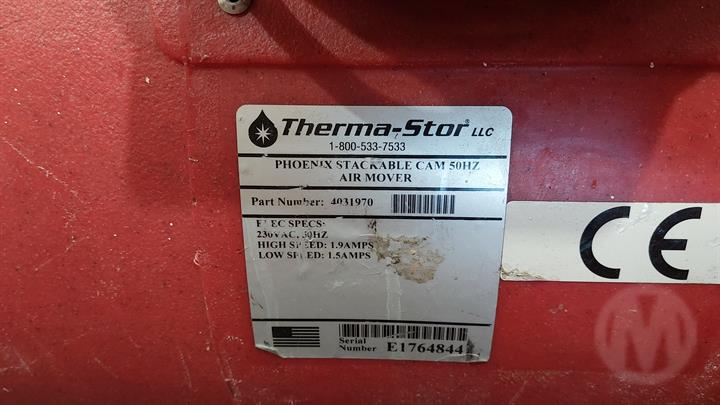 Therma-Stor® LLC
1-800-533-7533
PHOENIX STACKABLE CAM 50HZ
AIR MOVER
Part Number: 4031970
ELEC SPECS:
230VAC, 50HZ
HIGH SPEED: 1.9AMPS
LOW SPEED: 1.5AMPS
Serial
Number E1764844
CE
M